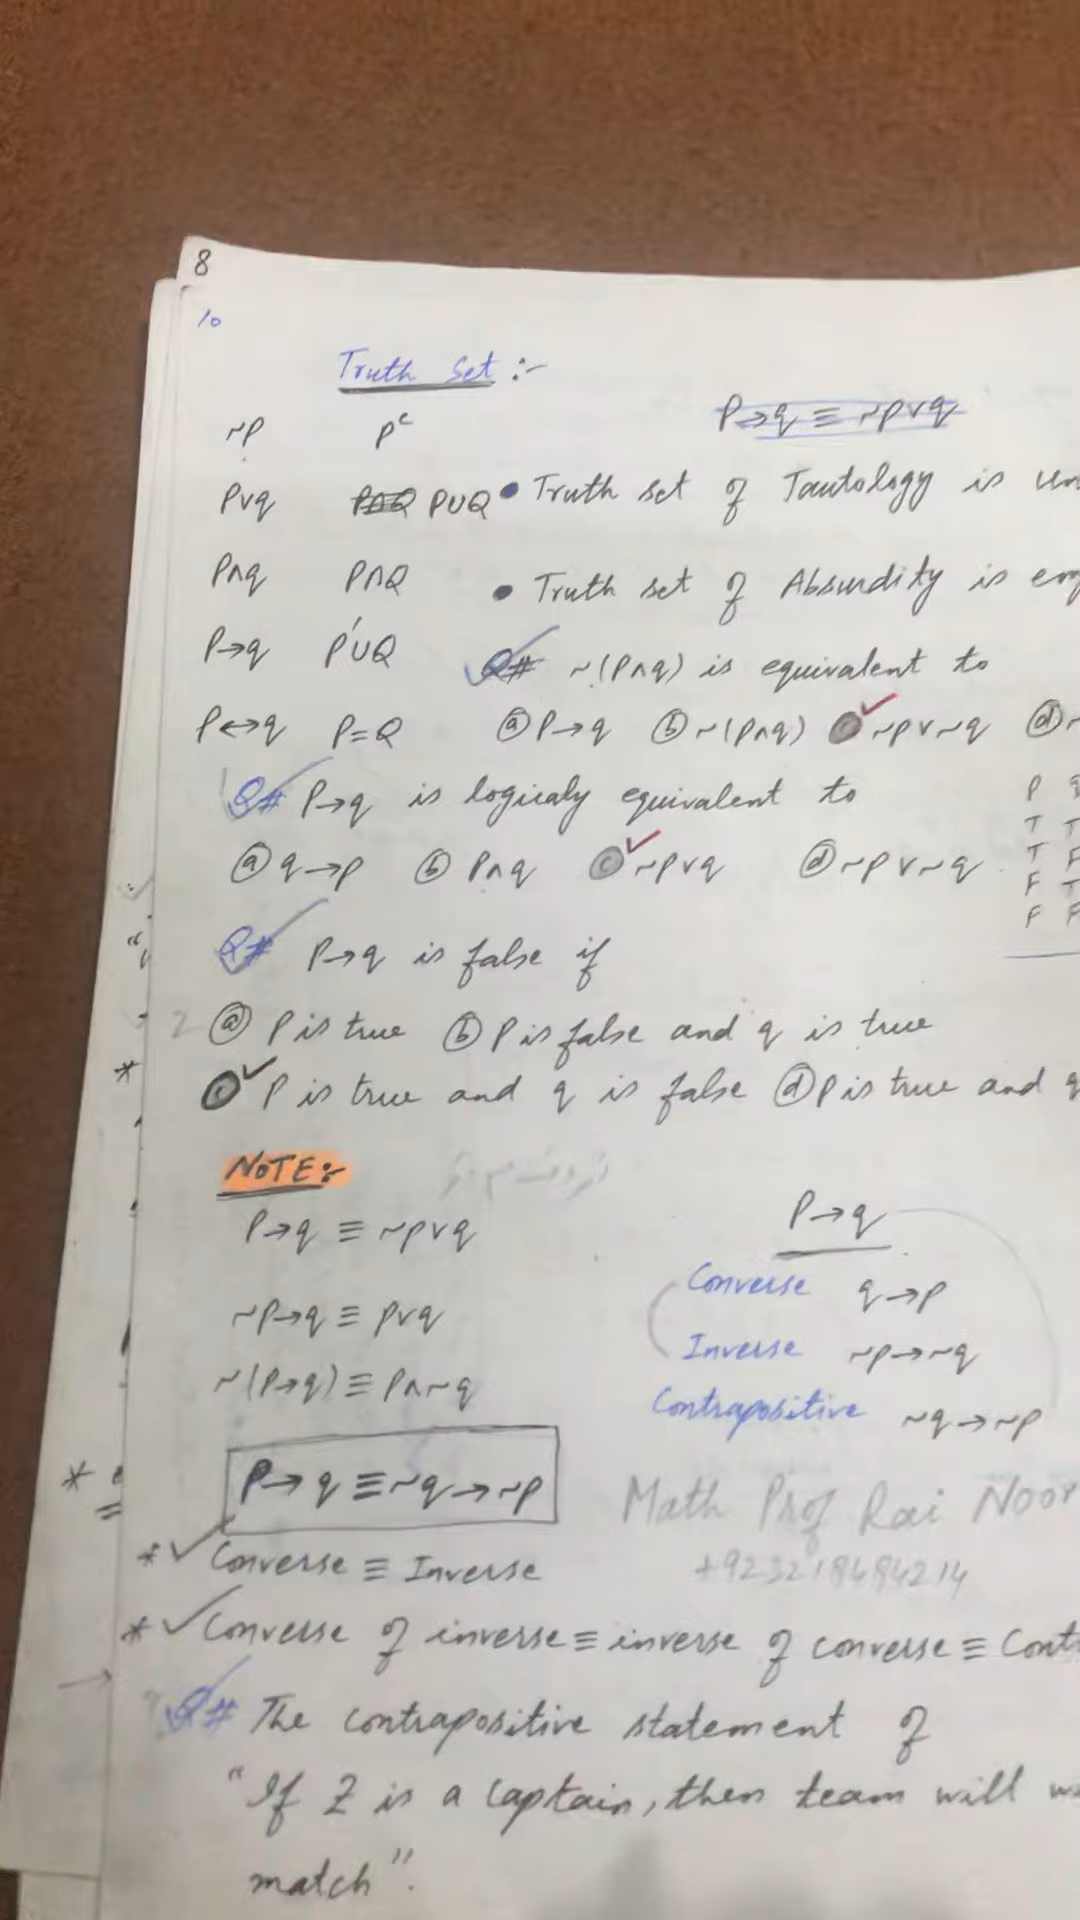 8
10
Truth Set :-
P→q ≡ ~p∨q
~p Pᶜ
P∨q P∪Q • Truth set of Tautology is
P∧q P∩Q • Truth set of Absurdity is
P→q P'∪Q Q# ~(P∧q) is equivalent to
P↔q P=Q ⓐ P→q ⓑ ~(P∧q) ⓒ ~p∨~q ⓓ ~
Q# P→q is logicaly equivalent to
ⓐ q→p ⓑ P∧q ⓒ ~p∨q ⓓ ~p∨~q
P q
T T
T F
F T
F F
Q# P→q is false if
ⓐ P is true ⓑ P is false and q is true
ⓒ P is true and q is false ⓓ P is true and q
NOTE:-
P→q ≡ ~p∨q
~P→q ≡ p∨q
~(P→q) ≡ P∧~q
P→q ≡ ~q→~p
P→q
Converse q→p
Inverse ~p→~q
Contrapositive ~q→~p
Math Prof Rai Noor
+923218484214
* ✓ Converse ≡ Inverse
* ✓ Converse of inverse ≡ inverse of converse ≡ Cont
Q# The contrapositive statement of
"If Z is a Captain, then team will
match".